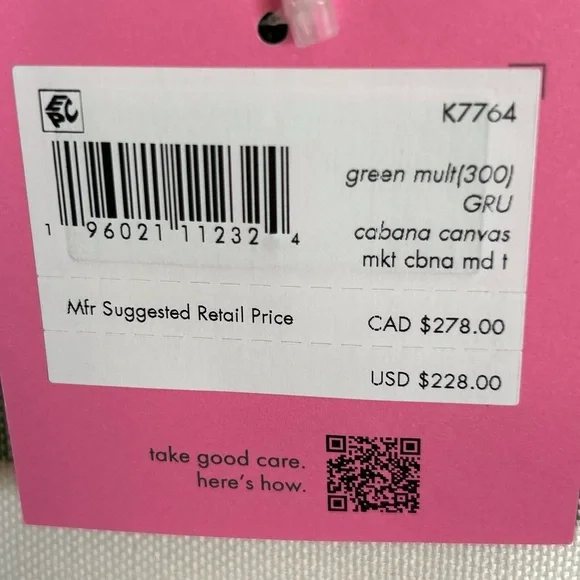 EPC
K7764
green mult(300)
GRU
cabana canvas
mkt cbna md t
1 96021 11232 4
Mfr Suggested Retail Price
CAD $278.00
USD $228.00
take good care.
here's how.